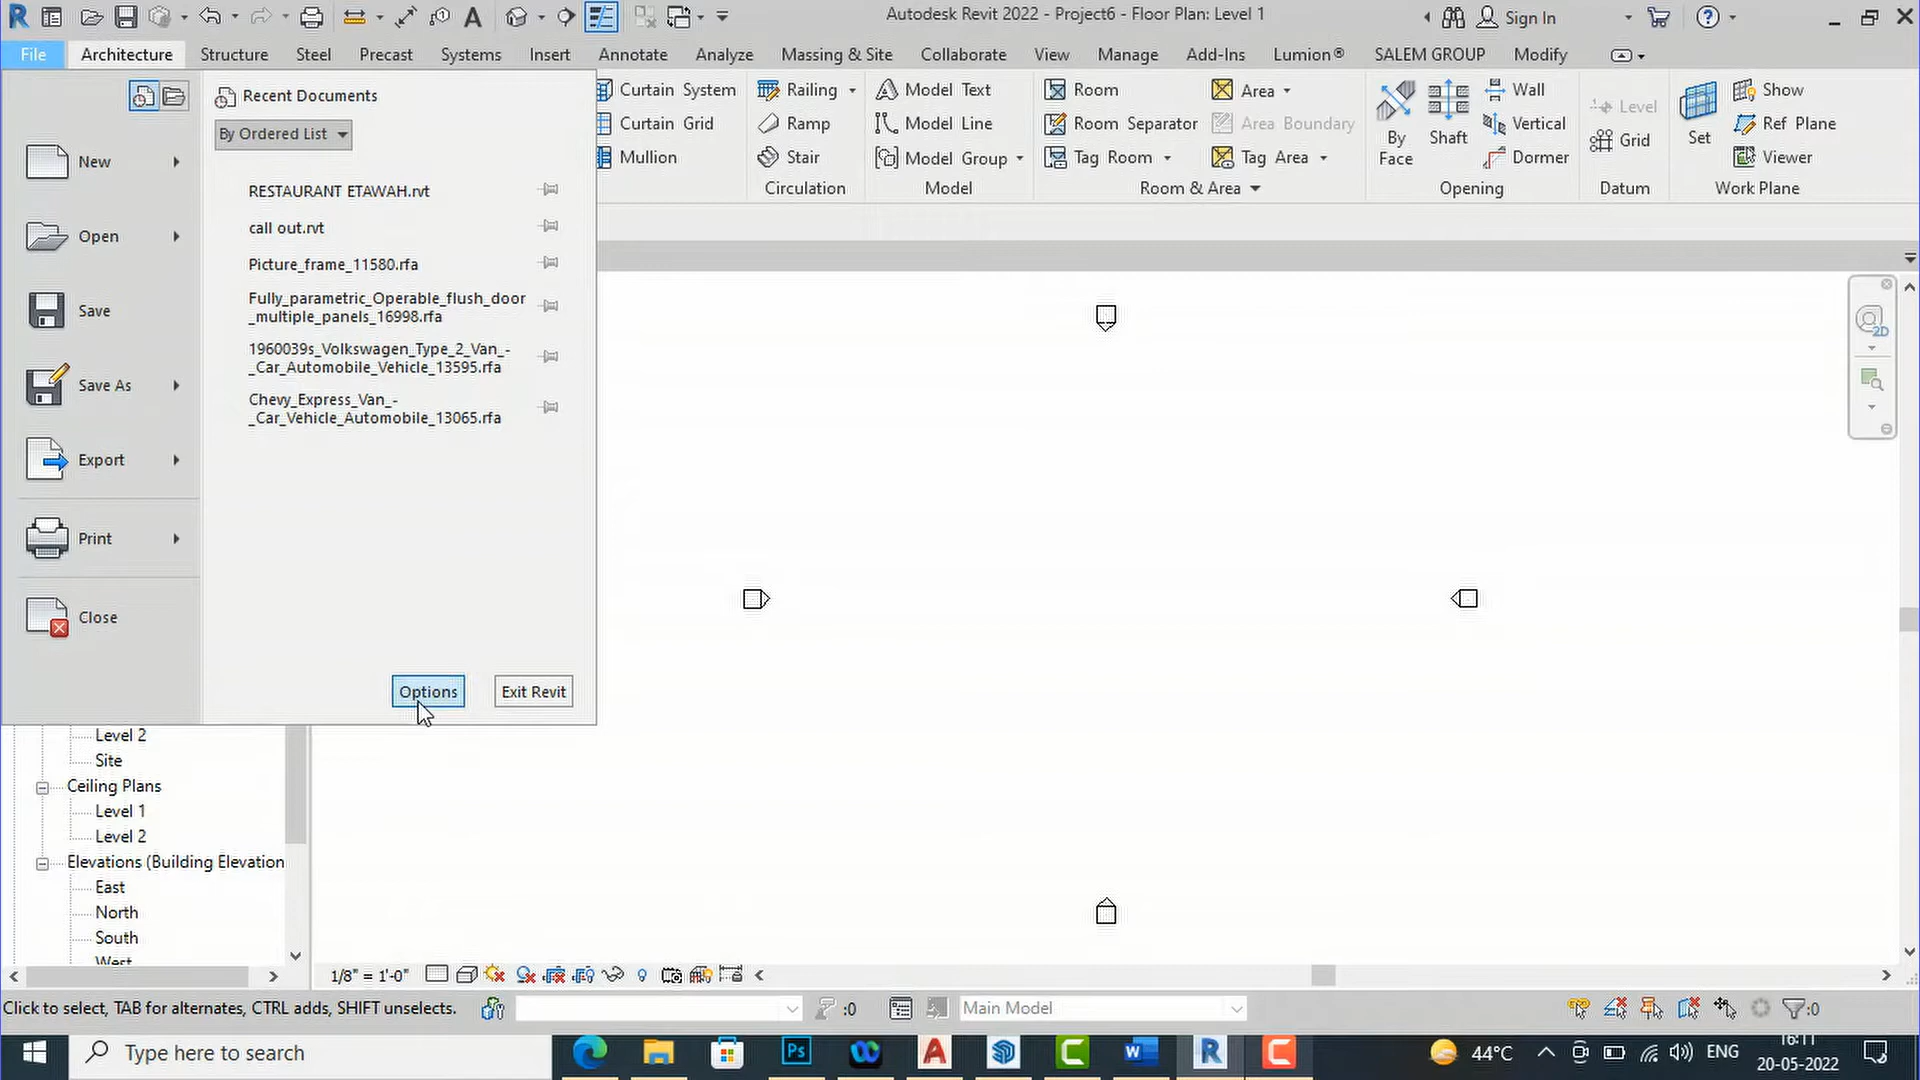 Autodesk Revit 2022 - Project6 - Floor Plan: Level 1
Sign In
File Architecture Structure Steel Precast Systems Insert Annotate Analyze Massing & Site Collaborate View Manage Add-Ins Lumion® SALEM GROUP Modify
Recent Documents
By Ordered List
New
Open
Save
Save As
Export
Print
Close
RESTAURANT ETAWAH.rvt
call out.rvt
Picture_frame_11580.rfa
Fully_parametric_Operable_flush_door
_multiple_panels_16998.rfa
1960039s_Volkswagen_Type_2_Van_-
_Car_Automobile_Vehicle_13595.rfa
Chevy_Express_Van_-
_Car_Vehicle_Automobile_13065.rfa
Options Exit Revit
Curtain System
Curtain Grid
Mullion
Railing
Ramp
Stair
Circulation
Model Text
Model Line
Model Group
Model
Room
Room Separator
Tag Room
Area
Area Boundary
Tag Area
Room & Area
By
Face
Shaft
Wall
Vertical
Dormer
Opening
Level
Grid
Datum
Set
Show
Ref Plane
Viewer
Work Plane
2D
Level 2
Site
Ceiling Plans
Level 1
Level 2
Elevations (Building Elevation
East
North
South
West
1/8" = 1'-0"
Click to select, TAB for alternates, CTRL adds, SHIFT unselects.
:0
Main Model
:0
Type here to search
Ps
44°C
ENG
16:11
20-05-2022